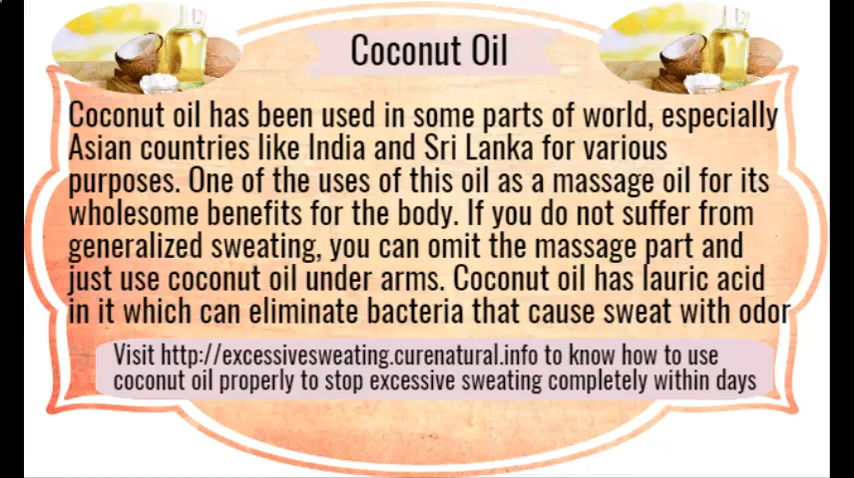 Coconut Oil
Coconut oil has been used in some parts of world, especially
Asian countries like India and Sri Lanka for various
purposes. One of the uses of this oil as a massage oil for its
wholesome benefits for the body. If you do not suffer from
generalized sweating, you can omit the massage part and
just use coconut oil under arms. Coconut oil has lauric acid
in it which can eliminate bacteria that cause sweat with odor
Visit http://excessivesweating.curenatural.info to know how to use
coconut oil properly to stop excessive sweating completely within days